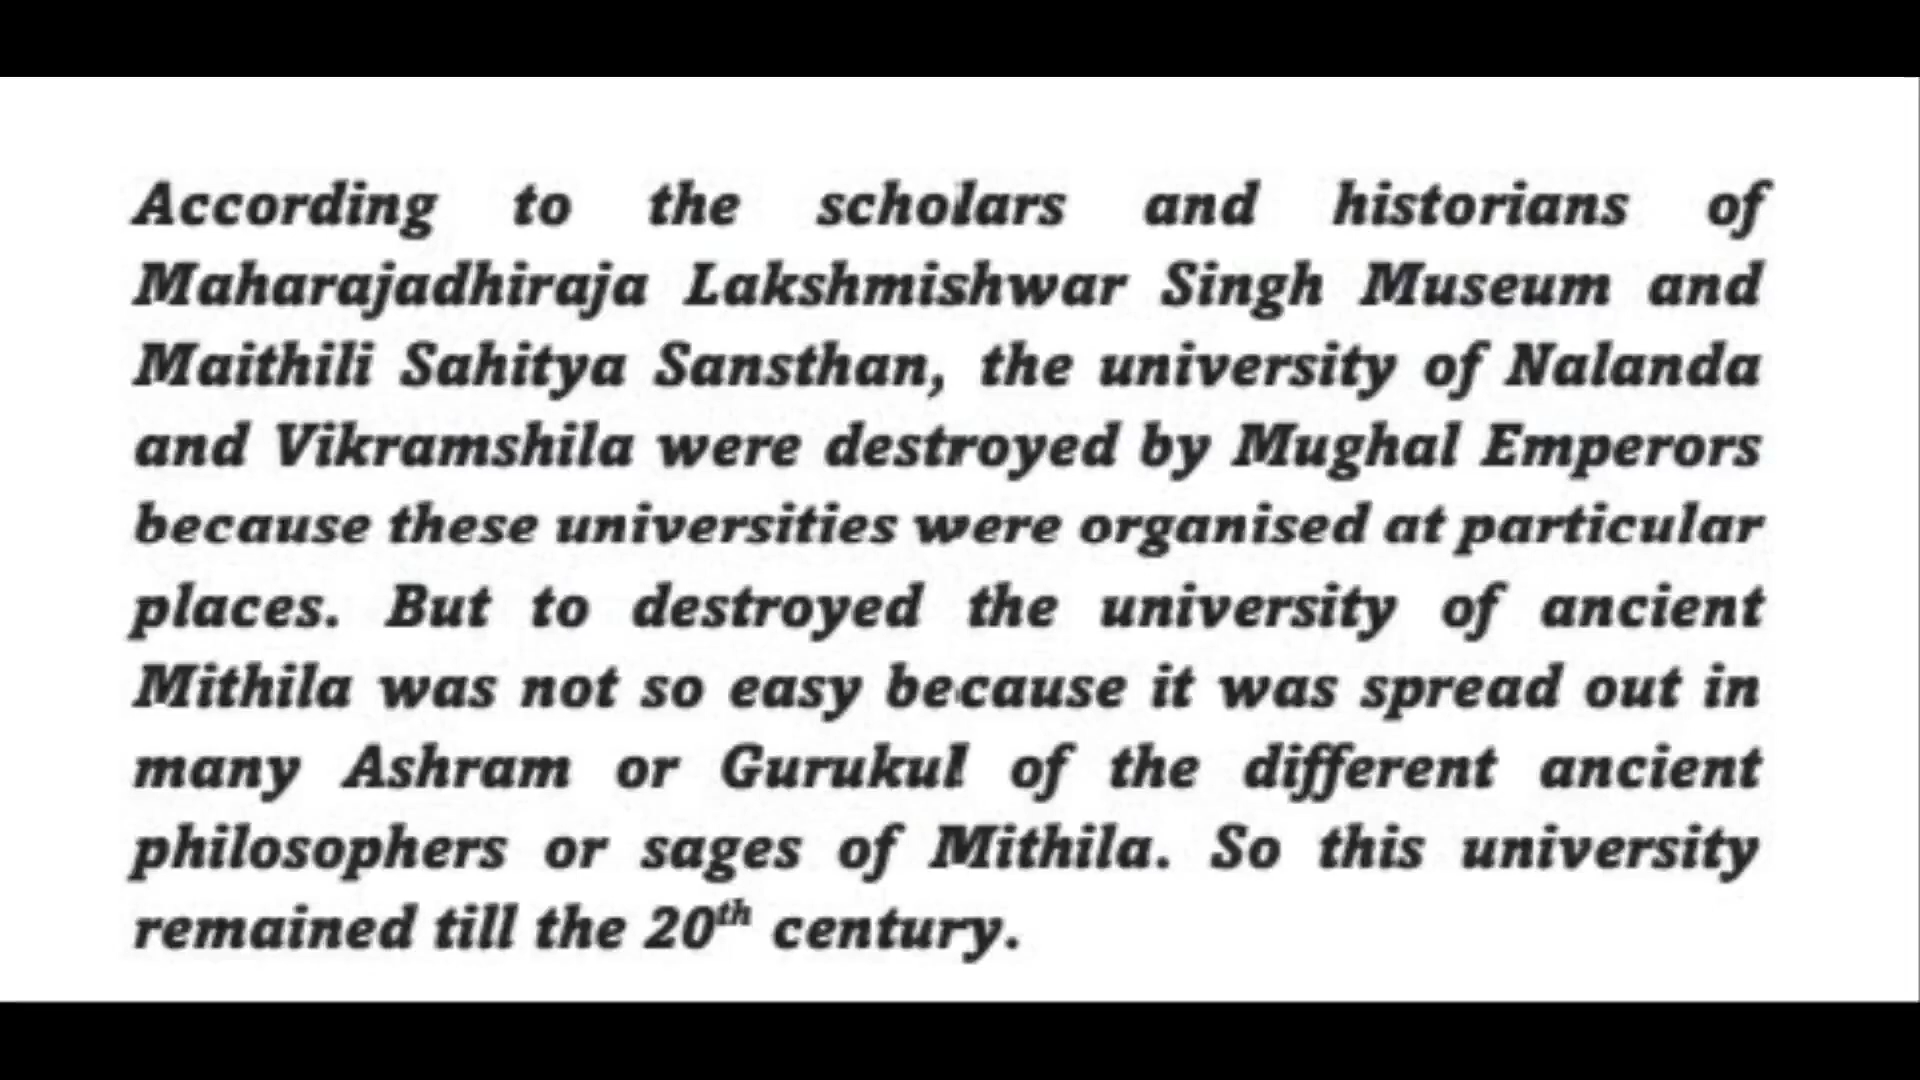 According to the scholars and historians of
Maharajadhiraja Lakshmishwar Singh Museum and
Maithili Sahitya Sansthan, the university of Nalanda
and Vikramshila were destroyed by Mughal Emperors
because these universities were organised at particular
places. But to destroyed the university of ancient
Mithila was not so easy because it was spread out in
many Ashram or Gurukul of the different ancient
philosophers or sages of Mithila. So this university
remained till the 20th century.